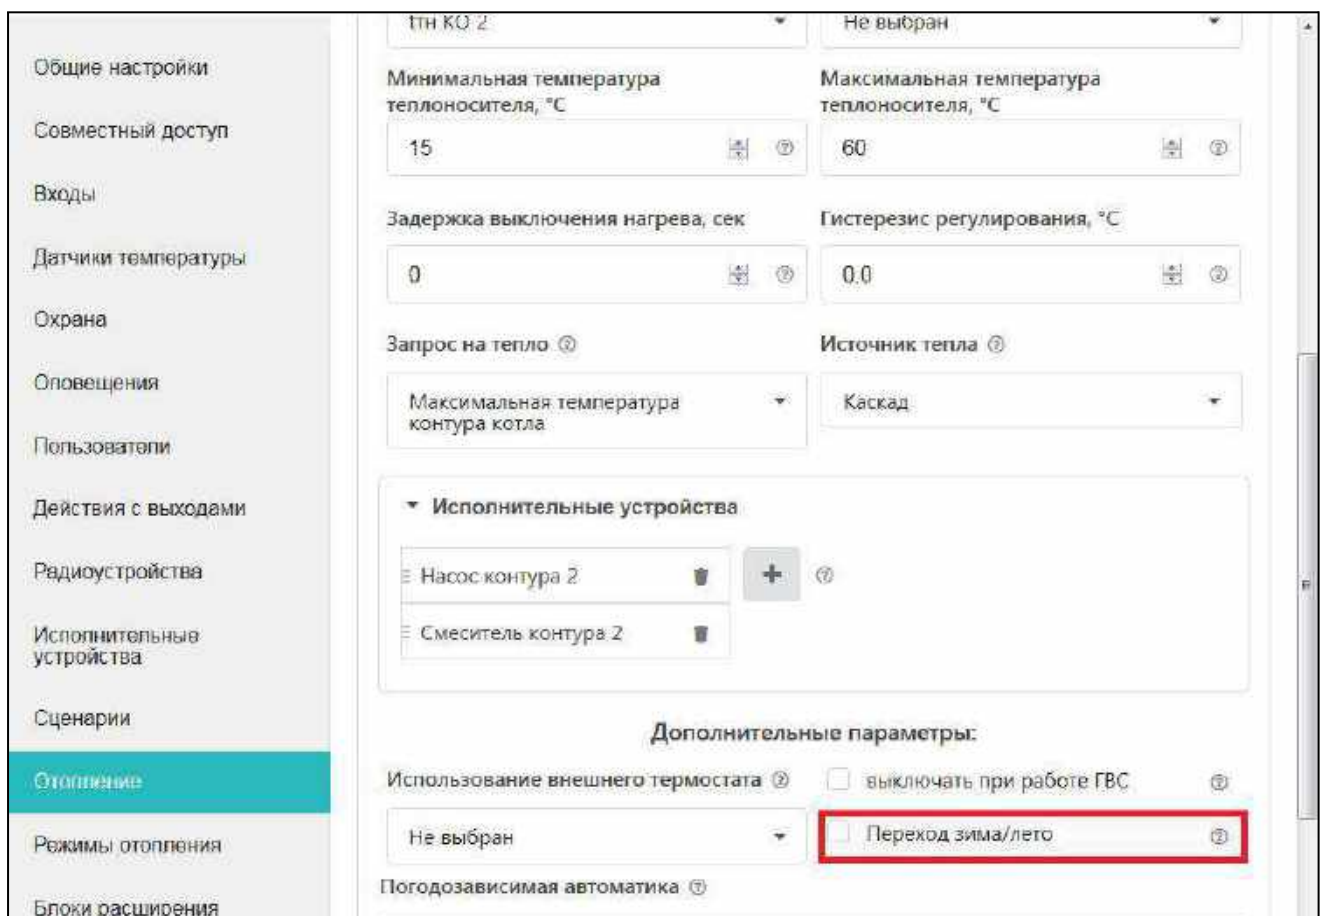 Общие настройки
Совместный доступ
Входы
Датчики температуры
Охрана
Оповещения
Пользователи
Действия с выходами
Радиоустройства
Исполнительные
устройства
Сценарии
Отопление
Режимы отопления
Блоки расширения
tтн КО 2
Не выбран
Минимальная температура
теплоносителя, °C
15
Максимальная температура
теплоносителя, °C
60
Задержка выключения нагрева, сек
0
Гистерезис регулирования, °C
0.0
Запрос на тепло
Максимальная температура
контура котла
Источник тепла
Каскад
Исполнительные устройства
Насос контура 2
Смеситель контура 2
Дополнительные параметры:
Использование внешнего термостата
Не выбран
выключать при работе ГВС
Переход зима/лето
Погодозависимая автоматика